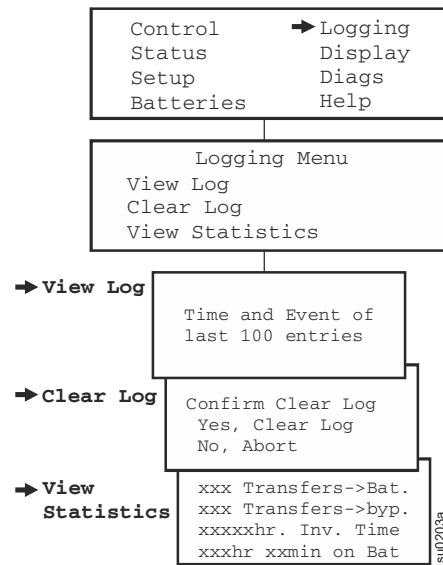 Control → Logging
Status Display
Setup Diags
Batteries Help
Logging Menu
View Log
Clear Log
View Statistics
→ View Log
Time and Event of
last 100 entries
→ Clear Log
Confirm Clear Log
Yes, Clear Log
No, Abort
→ View
Statistics
xxx Transfers->Bat.
xxx Transfers->byp.
xxxxxhr. Inv. Time
xxxhr xxmin on Bat
su0203a